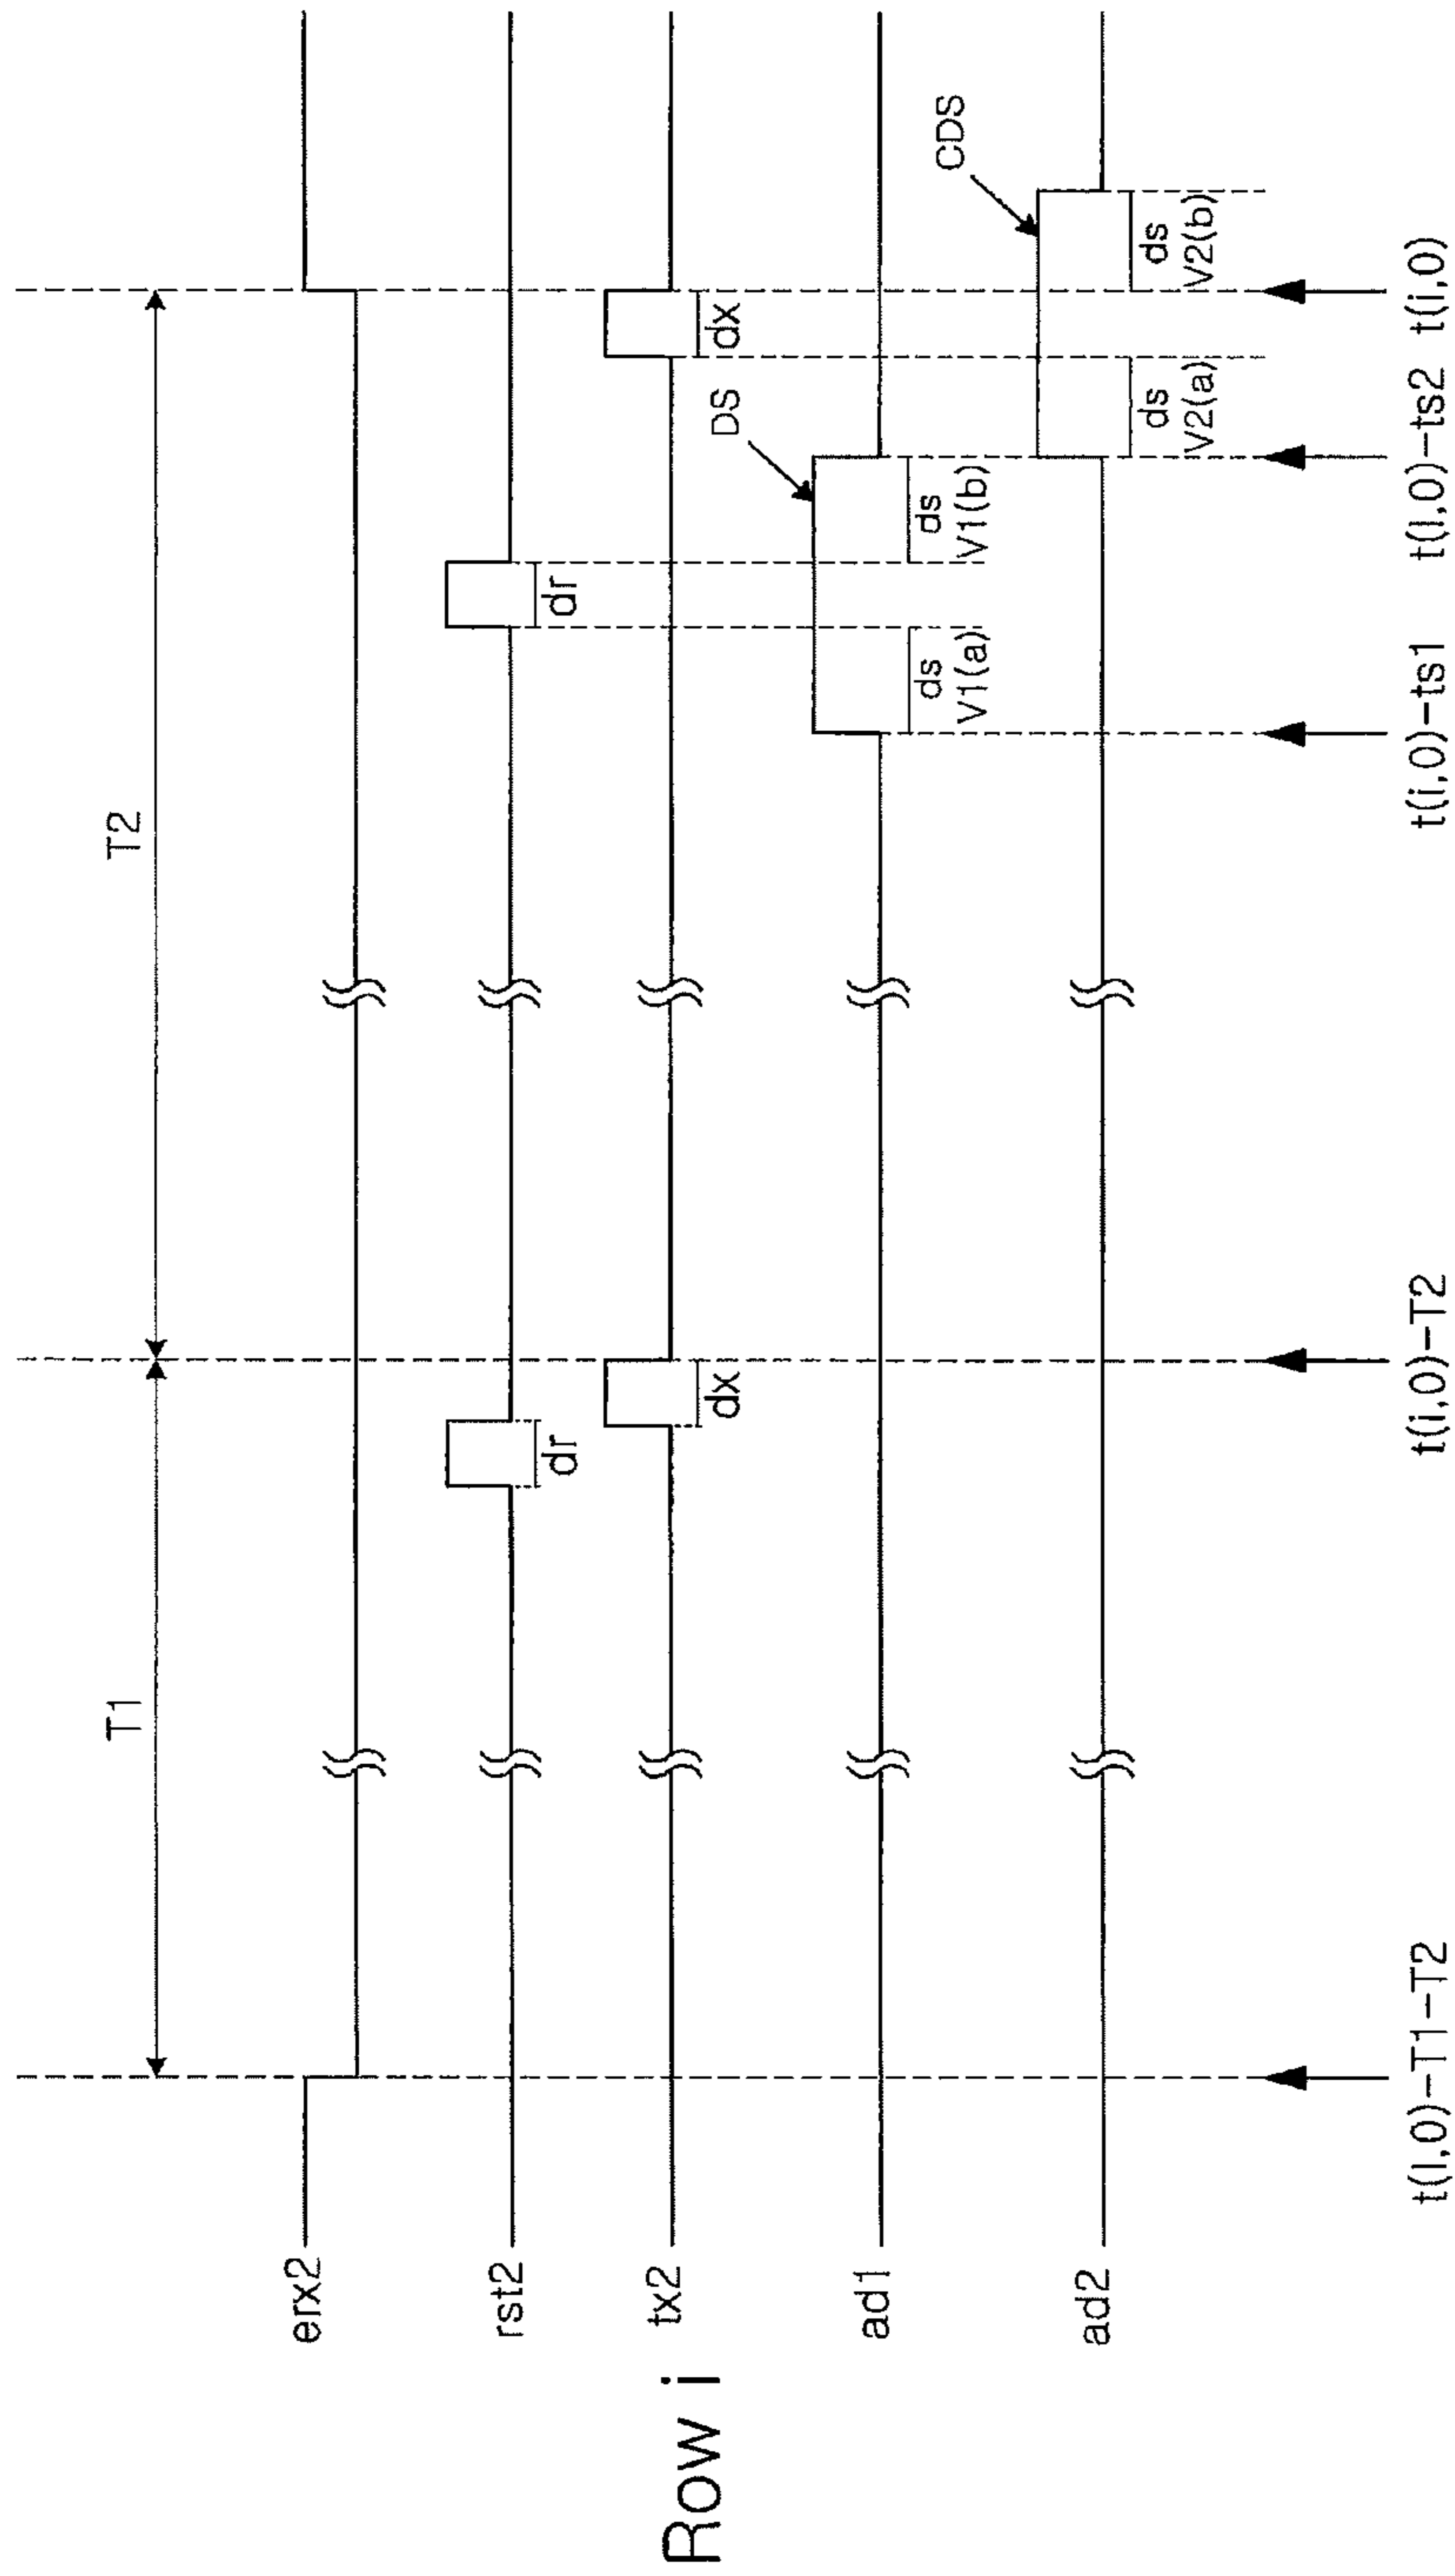 T1
T2
erx2
rst2
dr
dr
Row i
tx2
dx
dx
ad1
DS
ds
V1(a)
ds
V1(b)
ad2
CDS
ds
V2(a)
ds
V2(b)
t(i,0)-T1-T2
t(i,0)-T2
t(i,0)-ts1
t(i,0)-ts2
t(i,0)